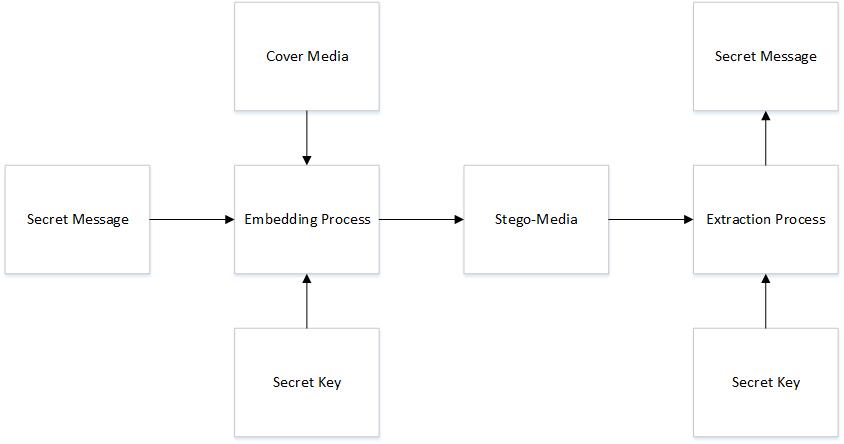 Cover Media
Secret Message
Secret Message
Embedding Process
Stego-Media
Extraction Process
Secret Key
Secret Key